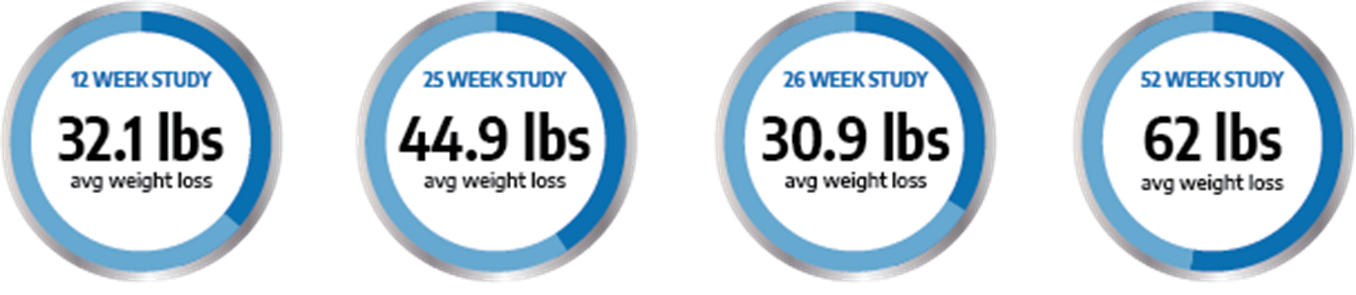 12 WEEK STUDY
32.1 lbs
avg weight loss
25 WEEK STUDY
44.9 lbs
avg weight loss
26 WEEK STUDY
30.9 lbs
avg weight loss
52 WEEK STUDY
62 lbs
avg weight loss